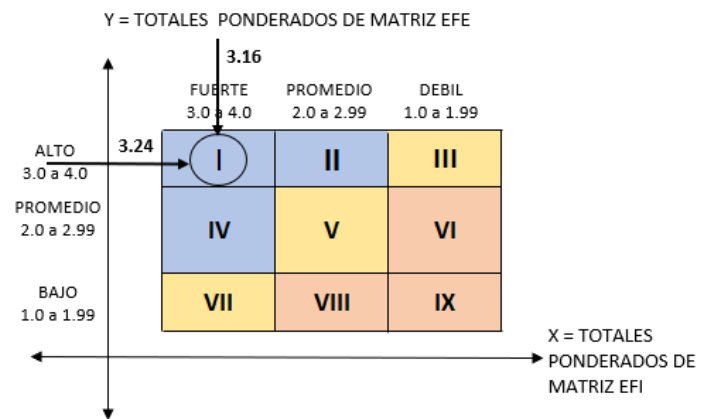 Y = TOTALES PONDERADOS DE MATRIZ EFE
3.16
FUERTE PROMEDIO DEBIL
3.0 a 4.0 2.0 a 2.99 1.0 a 1.99
ALTO
3.0 a 4.0
3.24
I II III
PROMEDIO
2.0 a 2.99
IV V VI
BAJO
1.0 a 1.99
VII VIII IX
X = TOTALES
PONDERADOS DE
MATRIZ EFI